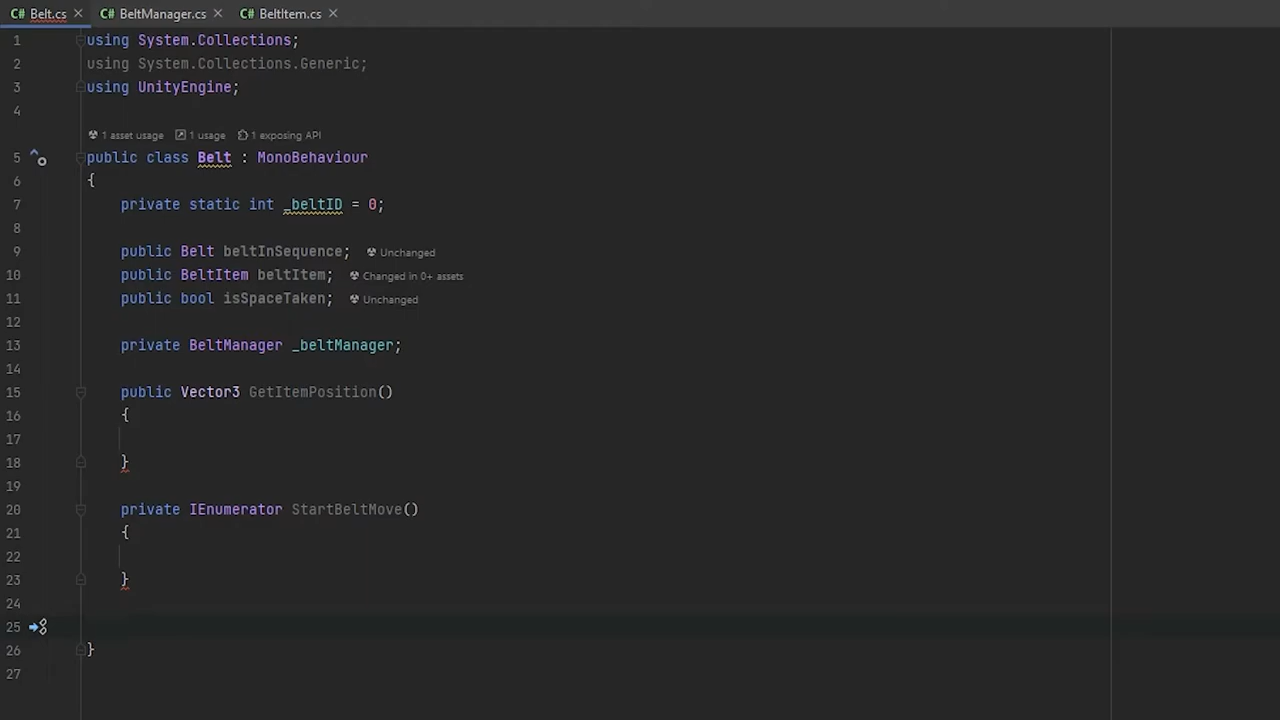 C# Belt.cs × C# BeltManager.cs × C# BeltItem.cs ×
1 using System.Collections;
2 using System.Collections.Generic;
3 using UnityEngine;
4
1 asset usage 1 usage 1 exposing API
5 public class Belt : MonoBehaviour
6 {
7 private static int _beltID = 0;
8
9 public Belt beltInSequence; Unchanged
10 public BeltItem beltItem; Changed in 0+ assets
11 public bool isSpaceTaken; Unchanged
12
13 private BeltManager _beltManager;
14
15 public Vector3 GetItemPosition()
16 {
17
18 }
19
20 private IEnumerator StartBeltMove()
21 {
22
23 }
24
25
26 }
27